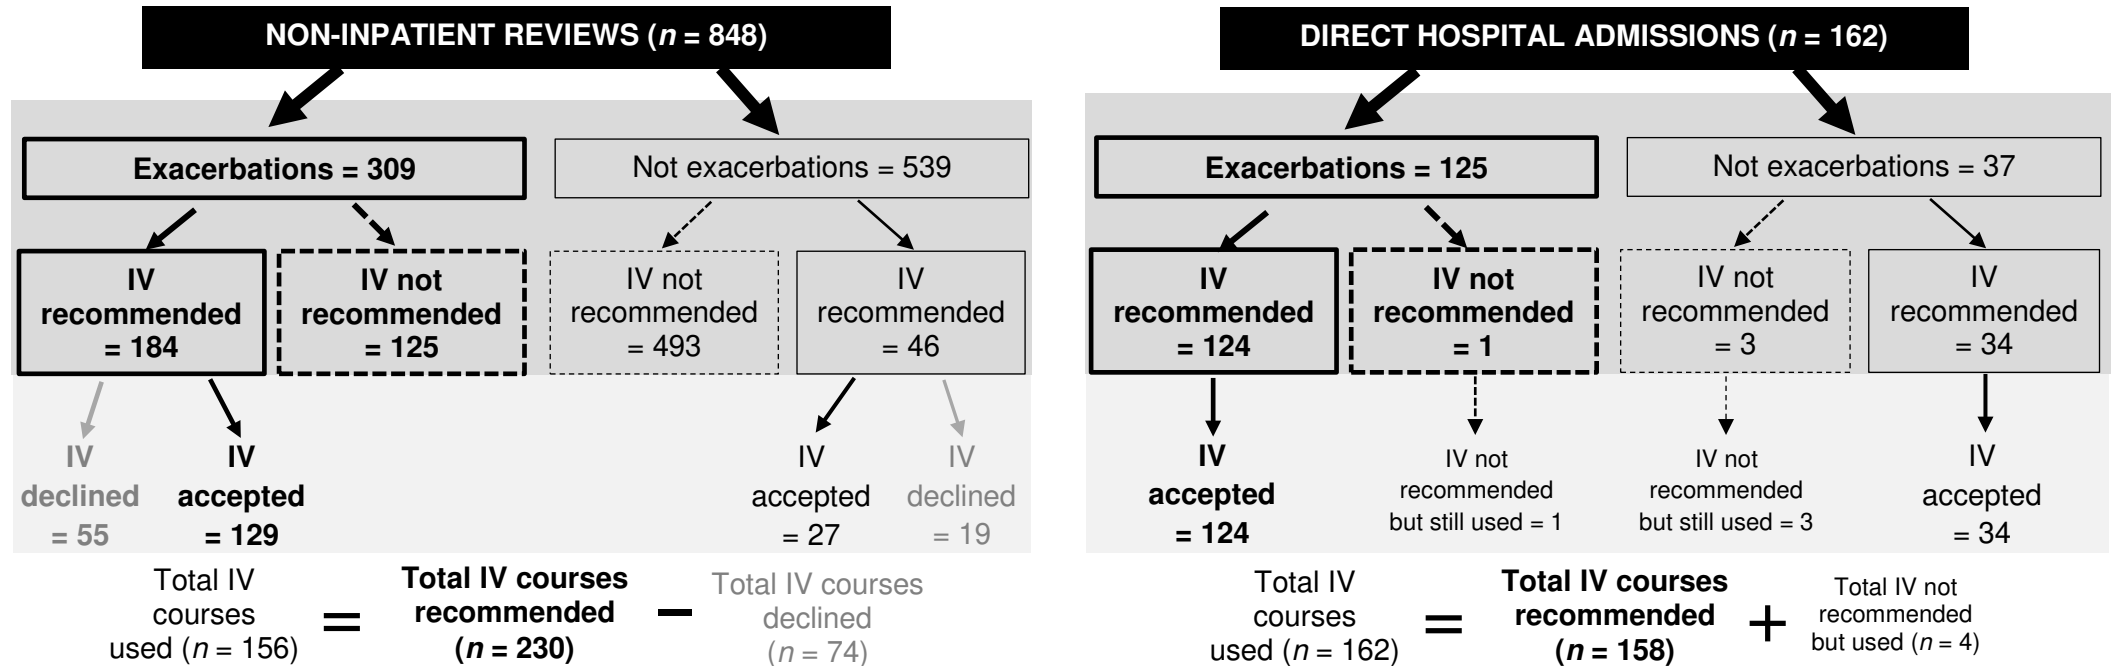 NON-INPATIENT REVIEWS (n = 848)
Exacerbations = 309
Not exacerbations = 539
IV
recommended
= 184
IV not
recommended
= 125
IV not
recommended
= 493
IV
recommended
= 46
IV
declined
= 55
IV
accepted
= 129
IV
accepted
= 27
IV
declined
= 19
Total IV
courses
used (n = 156)
=
Total IV courses
recommended
(n = 230)
–
Total IV courses
declined
(n = 74)
DIRECT HOSPITAL ADMISSIONS (n = 162)
Exacerbations = 125
Not exacerbations = 37
IV
recommended
= 124
IV not
recommended
= 1
IV not
recommended
= 3
IV
recommended
= 34
IV
accepted
= 124
IV not
recommended
but still used = 1
IV not
recommended
but still used = 3
IV
accepted
= 34
Total IV
courses
used (n = 162)
=
Total IV courses
recommended
(n = 158)
+
Total IV not
recommended
but used (n = 4)